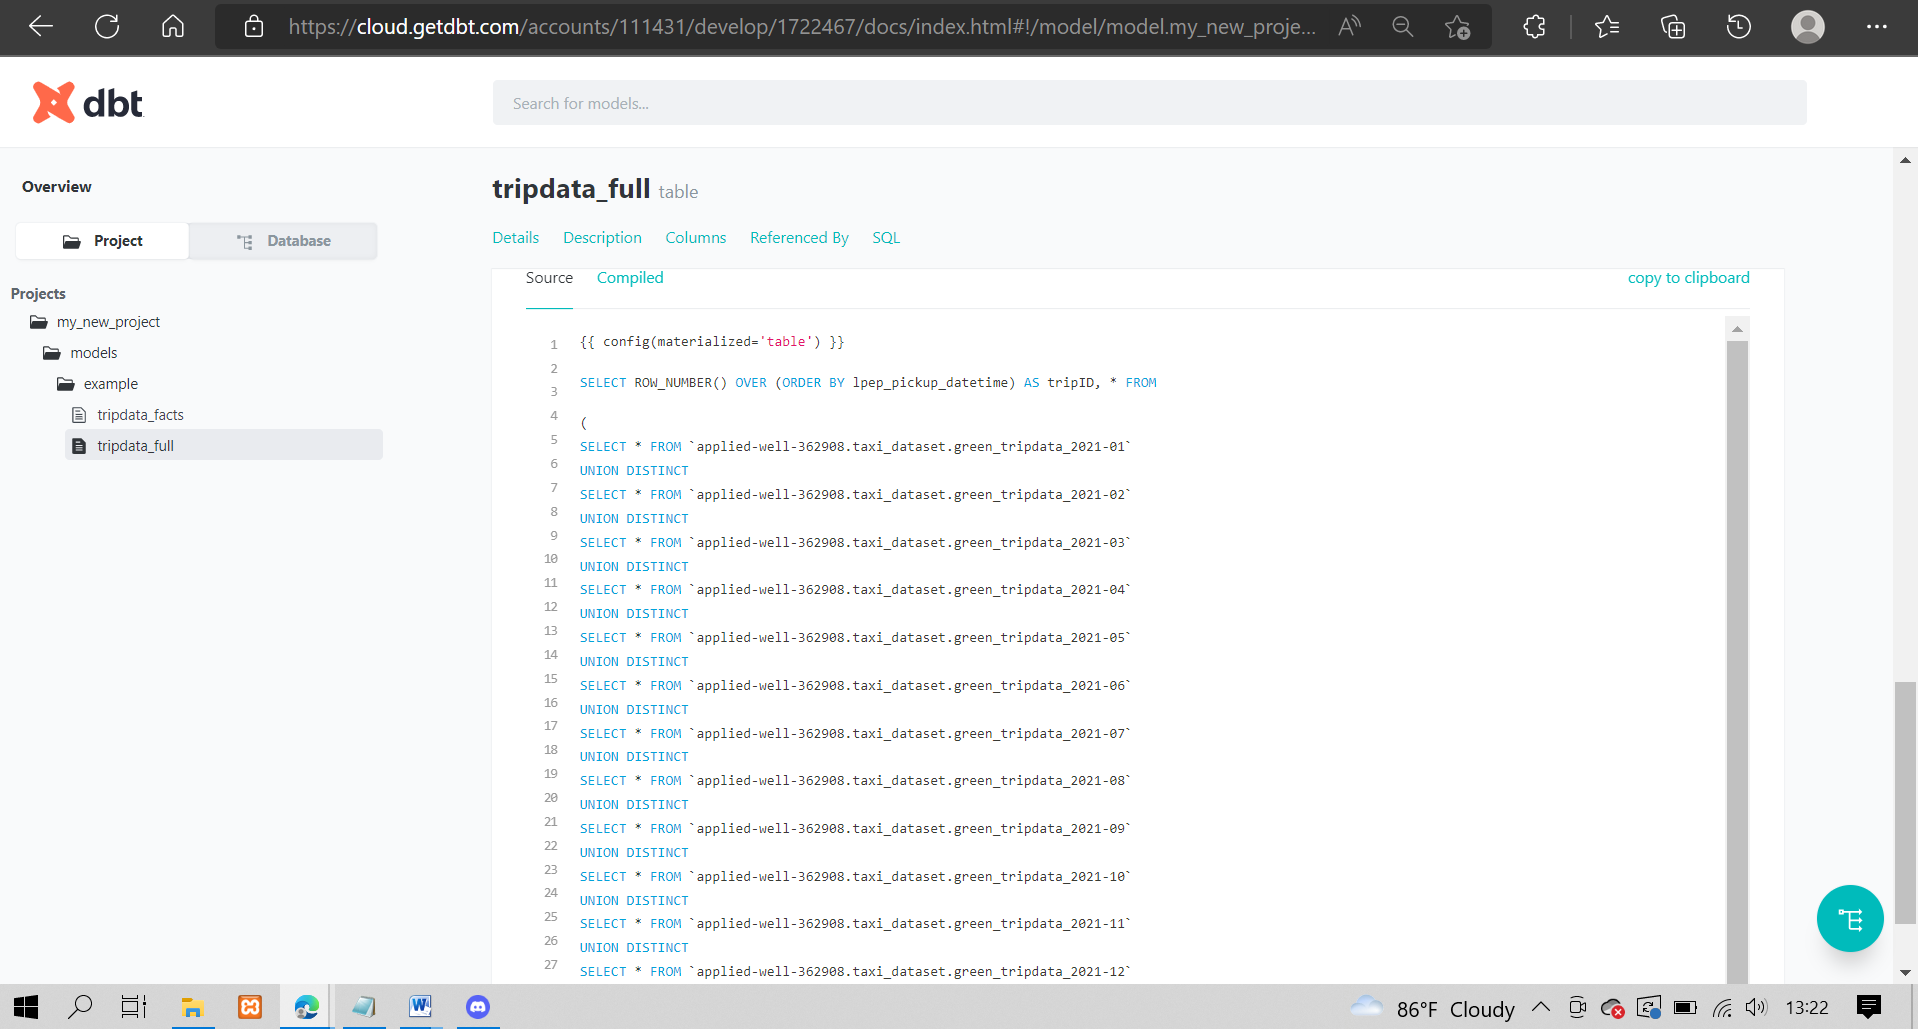 https://cloud.getdbt.com/accounts/111431/develop/1722467/docs/index.html#!/model/model.my_new_proje...
dbt
Search for models...
Overview
Project
Database
Projects
my_new_project
models
example
tripdata_facts
tripdata_full
tripdata_full table
Details Description Columns Referenced By SQL
Source Compiled copy to clipboard
1 {{ config(materialized='table') }}
2
3 SELECT ROW_NUMBER() OVER (ORDER BY lpep_pickup_datetime) AS tripID, * FROM
4 (
5 SELECT * FROM `applied-well-362908.taxi_dataset.green_tripdata_2021-01`
6 UNION DISTINCT
7 SELECT * FROM `applied-well-362908.taxi_dataset.green_tripdata_2021-02`
8 UNION DISTINCT
9 SELECT * FROM `applied-well-362908.taxi_dataset.green_tripdata_2021-03`
10 UNION DISTINCT
11 SELECT * FROM `applied-well-362908.taxi_dataset.green_tripdata_2021-04`
12 UNION DISTINCT
13 SELECT * FROM `applied-well-362908.taxi_dataset.green_tripdata_2021-05`
14 UNION DISTINCT
15 SELECT * FROM `applied-well-362908.taxi_dataset.green_tripdata_2021-06`
16 UNION DISTINCT
17 SELECT * FROM `applied-well-362908.taxi_dataset.green_tripdata_2021-07`
18 UNION DISTINCT
19 SELECT * FROM `applied-well-362908.taxi_dataset.green_tripdata_2021-08`
20 UNION DISTINCT
21 SELECT * FROM `applied-well-362908.taxi_dataset.green_tripdata_2021-09`
22 UNION DISTINCT
23 SELECT * FROM `applied-well-362908.taxi_dataset.green_tripdata_2021-10`
24 UNION DISTINCT
25 SELECT * FROM `applied-well-362908.taxi_dataset.green_tripdata_2021-11`
26 UNION DISTINCT
27 SELECT * FROM `applied-well-362908.taxi_dataset.green_tripdata_2021-12`
86°F Cloudy
13:22